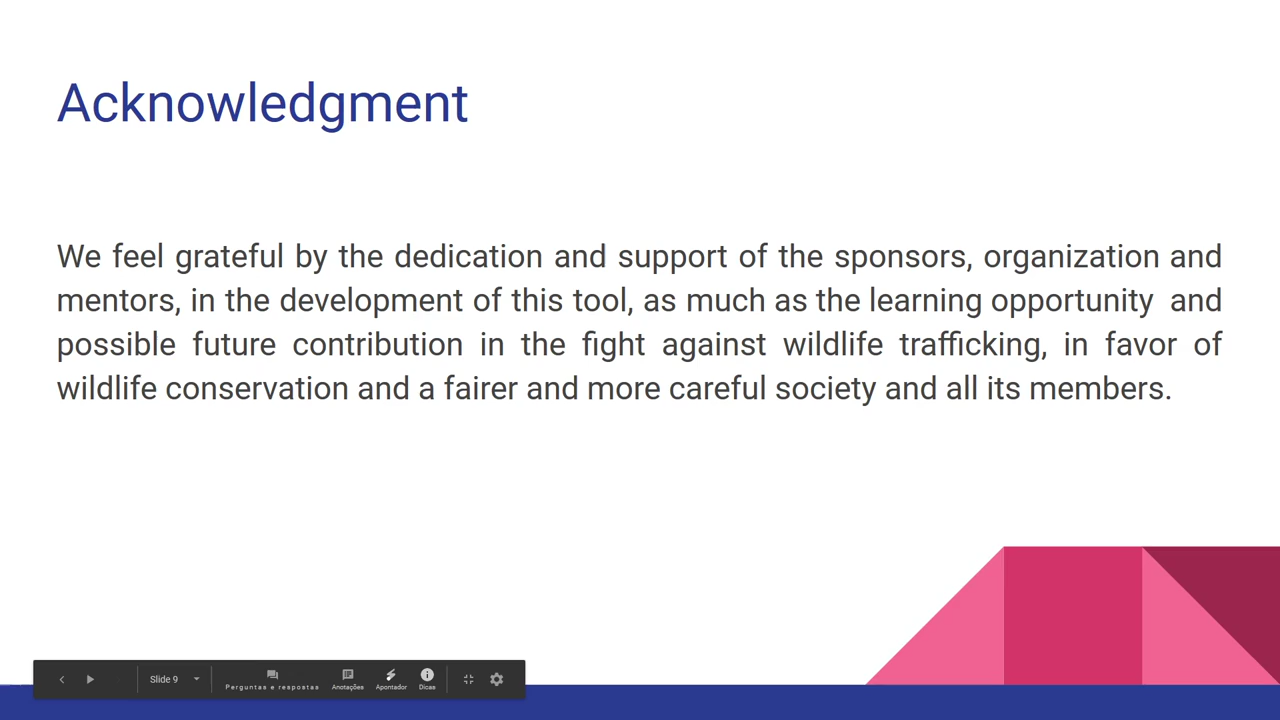 Acknowledgment
We feel grateful by the dedication and support of the sponsors, organization and
mentors, in the development of this tool, as much as the learning opportunity and
possible future contribution in the fight against wildlife trafficking, in favor of
wildlife conservation and a fairer and more careful society and all its members.
Slide 9
Perguntas e respostas
Anotações
Apontador
Dicas